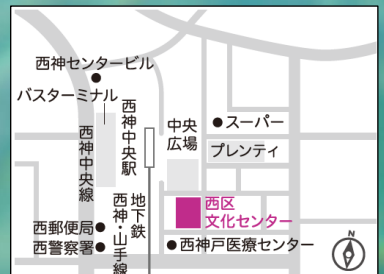 西神センタービル
バスターミナル
西神中央駅
中央
広場
スーパー
プレンティ
西神中央線
地下鉄
西神・山手線
西区
文化センター
西郵便局
西警察署
西神戸医療センター
N